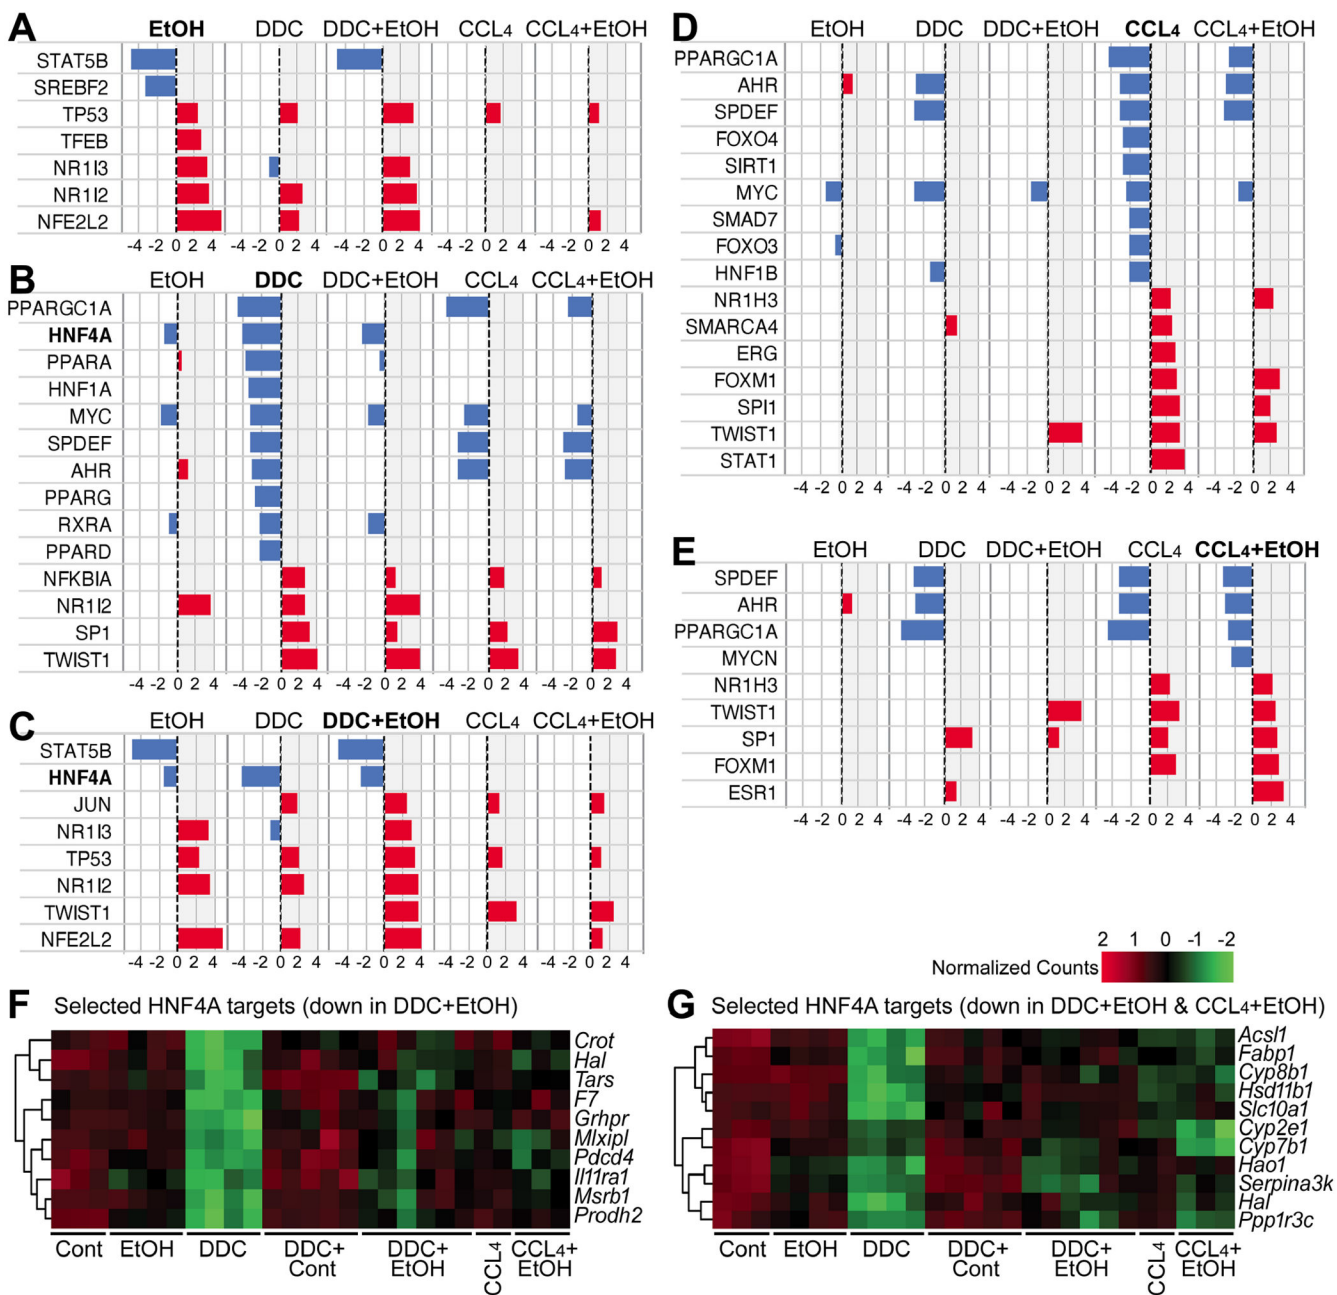 A
EtOH DDC DDC+EtOH CCL4 CCL4+EtOH
STAT5B
SREBF2
TP53
TFEB
NR1I3
NR1I2
NFE2L2
-4 -2 0 2 4 -4 -2 0 2 4 -4 -2 0 2 4 -4 -2 0 2 4 -4 -2 0 2 4
B
EtOH DDC DDC+EtOH CCL4 CCL4+EtOH
PPARGC1A
HNF4A
PPARA
HNF1A
MYC
SPDEF
AHR
PPARG
RXRA
PPARD
NFKBIA
NR1I2
SP1
TWIST1
-4 -2 0 2 4 -4 -2 0 2 4 -4 -2 0 2 4 -4 -2 0 2 4 -4 -2 0 2 4
C
EtOH DDC DDC+EtOH CCL4 CCL4+EtOH
STAT5B
HNF4A
JUN
NR1I3
TP53
NR1I2
TWIST1
NFE2L2
-4 -2 0 2 4 -4 -2 0 2 4 -4 -2 0 2 4 -4 -2 0 2 4 -4 -2 0 2 4
D
EtOH DDC DDC+EtOH CCL4 CCL4+EtOH
PPARGC1A
AHR
SPDEF
FOXO4
SIRT1
MYC
SMAD7
FOXO3
HNF1B
NR1H3
SMARCA4
ERG
FOXM1
SPI1
TWIST1
STAT1
-4 -2 0 2 4 -4 -2 0 2 4 -4 -2 0 2 4 -4 -2 0 2 4 -4 -2 0 2 4
E
EtOH DDC DDC+EtOH CCL4 CCL4+EtOH
SPDEF
AHR
PPARGC1A
MYCN
NR1H3
TWIST1
SP1
FOXM1
ESR1
-4 -2 0 2 4 -4 -2 0 2 4 -4 -2 0 2 4 -4 -2 0 2 4 -4 -2 0 2 4
2 1 0 -1 -2
Normalized Counts
F Selected HNF4A targets (down in DDC+EtOH)
Crot
Hal
Tars
F7
Grhpr
Mlxipl
Pdcd4
Il11ra1
Msrb1
Prodh2
Cont EtOH DDC DDC+ Cont DDC+ EtOH CCL4 CCL4+ EtOH
G Selected HNF4A targets (down in DDC+EtOH & CCL4+EtOH)
Acsl1
Fabp1
Cyp8b1
Hsd11b1
Slc10a1
Cyp2e1
Cyp7b1
Hao1
Serpina3k
Hal
Ppp1r3c
Cont EtOH DDC DDC+ Cont DDC+ EtOH CCL4 CCL4+ EtOH